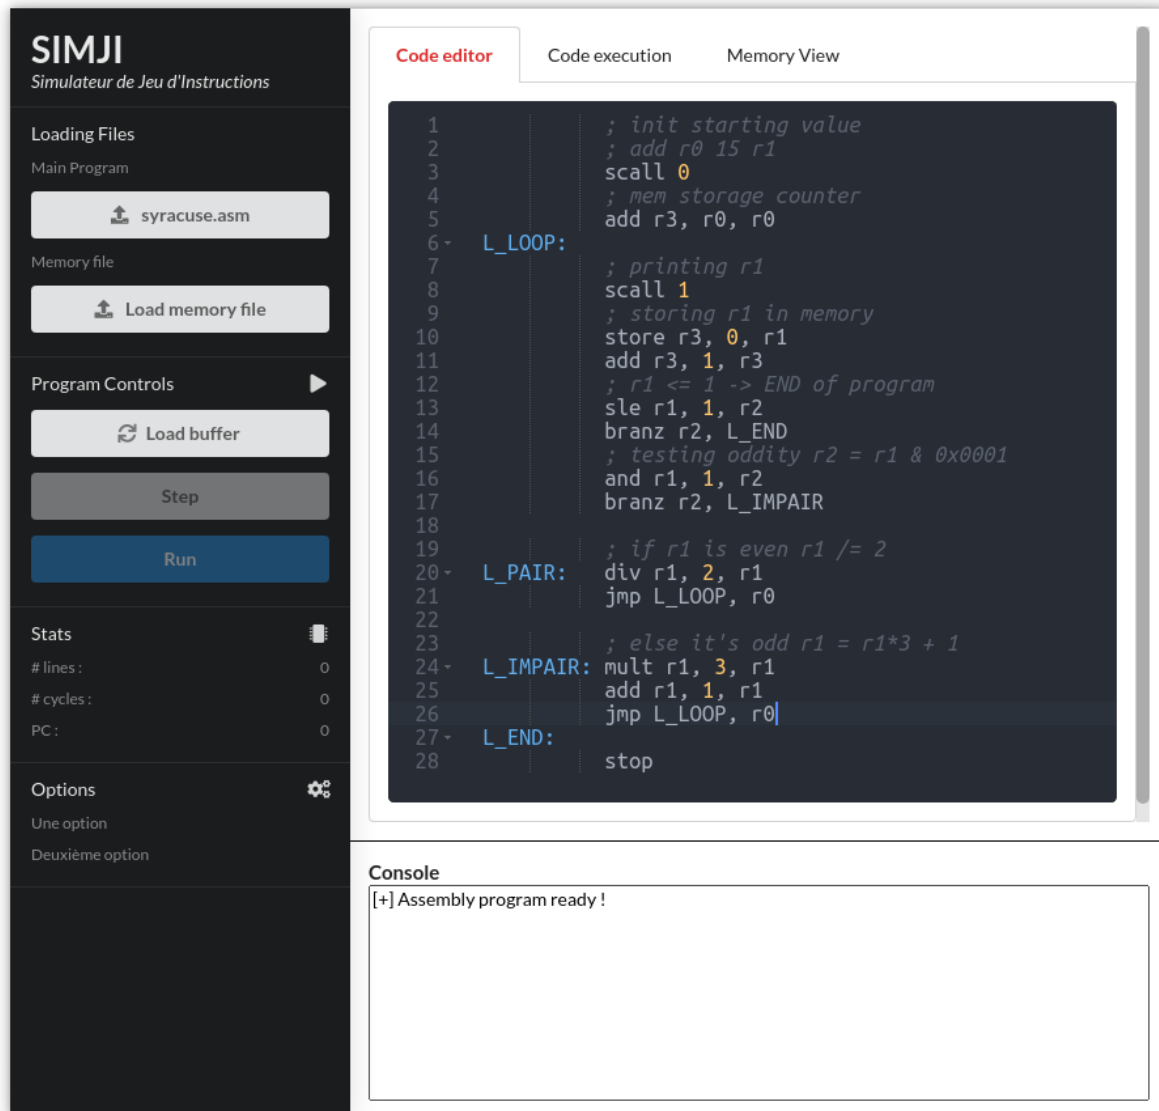 SIMJI
Simulateur de Jeu d'Instructions
Loading Files
Main Program
syracuse.asm
Memory file
Load memory file
Program Controls
Load buffer
Step
Run
Stats
# lines : 0
# cycles : 0
PC : 0
Options
Une option
Deuxième option
Code editor Code execution Memory View
1 ; init starting value
2 ; add r0 15 r1
3 scall 0
4 ; mem storage counter
5 add r3, r0, r0
6 L_LOOP:
7 ; printing r1
8 scall 1
9 ; storing r1 in memory
10 store r3, 0, r1
11 add r3, 1, r3
12 ; r1 <= 1 -> END of program
13 sle r1, 1, r2
14 branz r2, L_END
15 ; testing oddity r2 = r1 & 0x0001
16 and r1, 1, r2
17 branz r2, L_IMPAIR
18
19 ; if r1 is even r1 /= 2
20 L_PAIR: div r1, 2, r1
21 jmp L_LOOP, r0
22
23 ; else it's odd r1 = r1*3 + 1
24 L_IMPAIR: mult r1, 3, r1
25 add r1, 1, r1
26 jmp L_LOOP, r0
27 L_END:
28 stop
Console
[+] Assembly program ready !